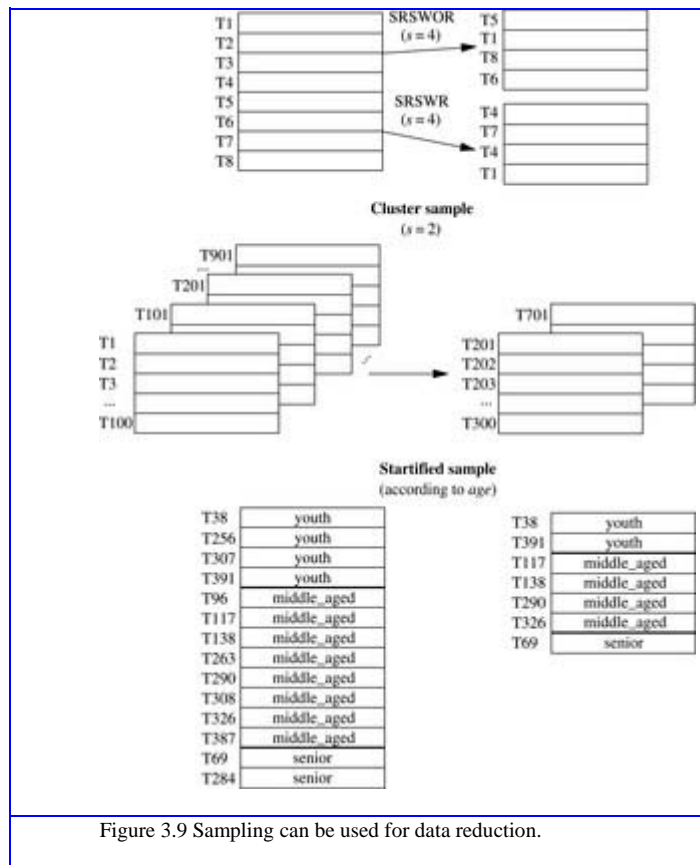 T1
T2
T3
T4
T5
T6
T7
T8
SRSWOR
(s = 4)
T5
T1
T8
T6
SRSWR
(s = 4)
T4
T7
T4
T1
Cluster sample
(s = 2)
T901
...
T201
T101
T1
T2
T3
...
T100
T701
T201
T202
T203
...
T300
Startified sample
(according to age)
T38 youth
T256 youth
T307 youth
T391 youth
T96 middle_aged
T117 middle_aged
T138 middle_aged
T263 middle_aged
T290 middle_aged
T308 middle_aged
T326 middle_aged
T387 middle_aged
T69 senior
T284 senior
T38 youth
T391 youth
T117 middle_aged
T138 middle_aged
T290 middle_aged
T326 middle_aged
T69 senior
Figure 3.9 Sampling can be used for data reduction.